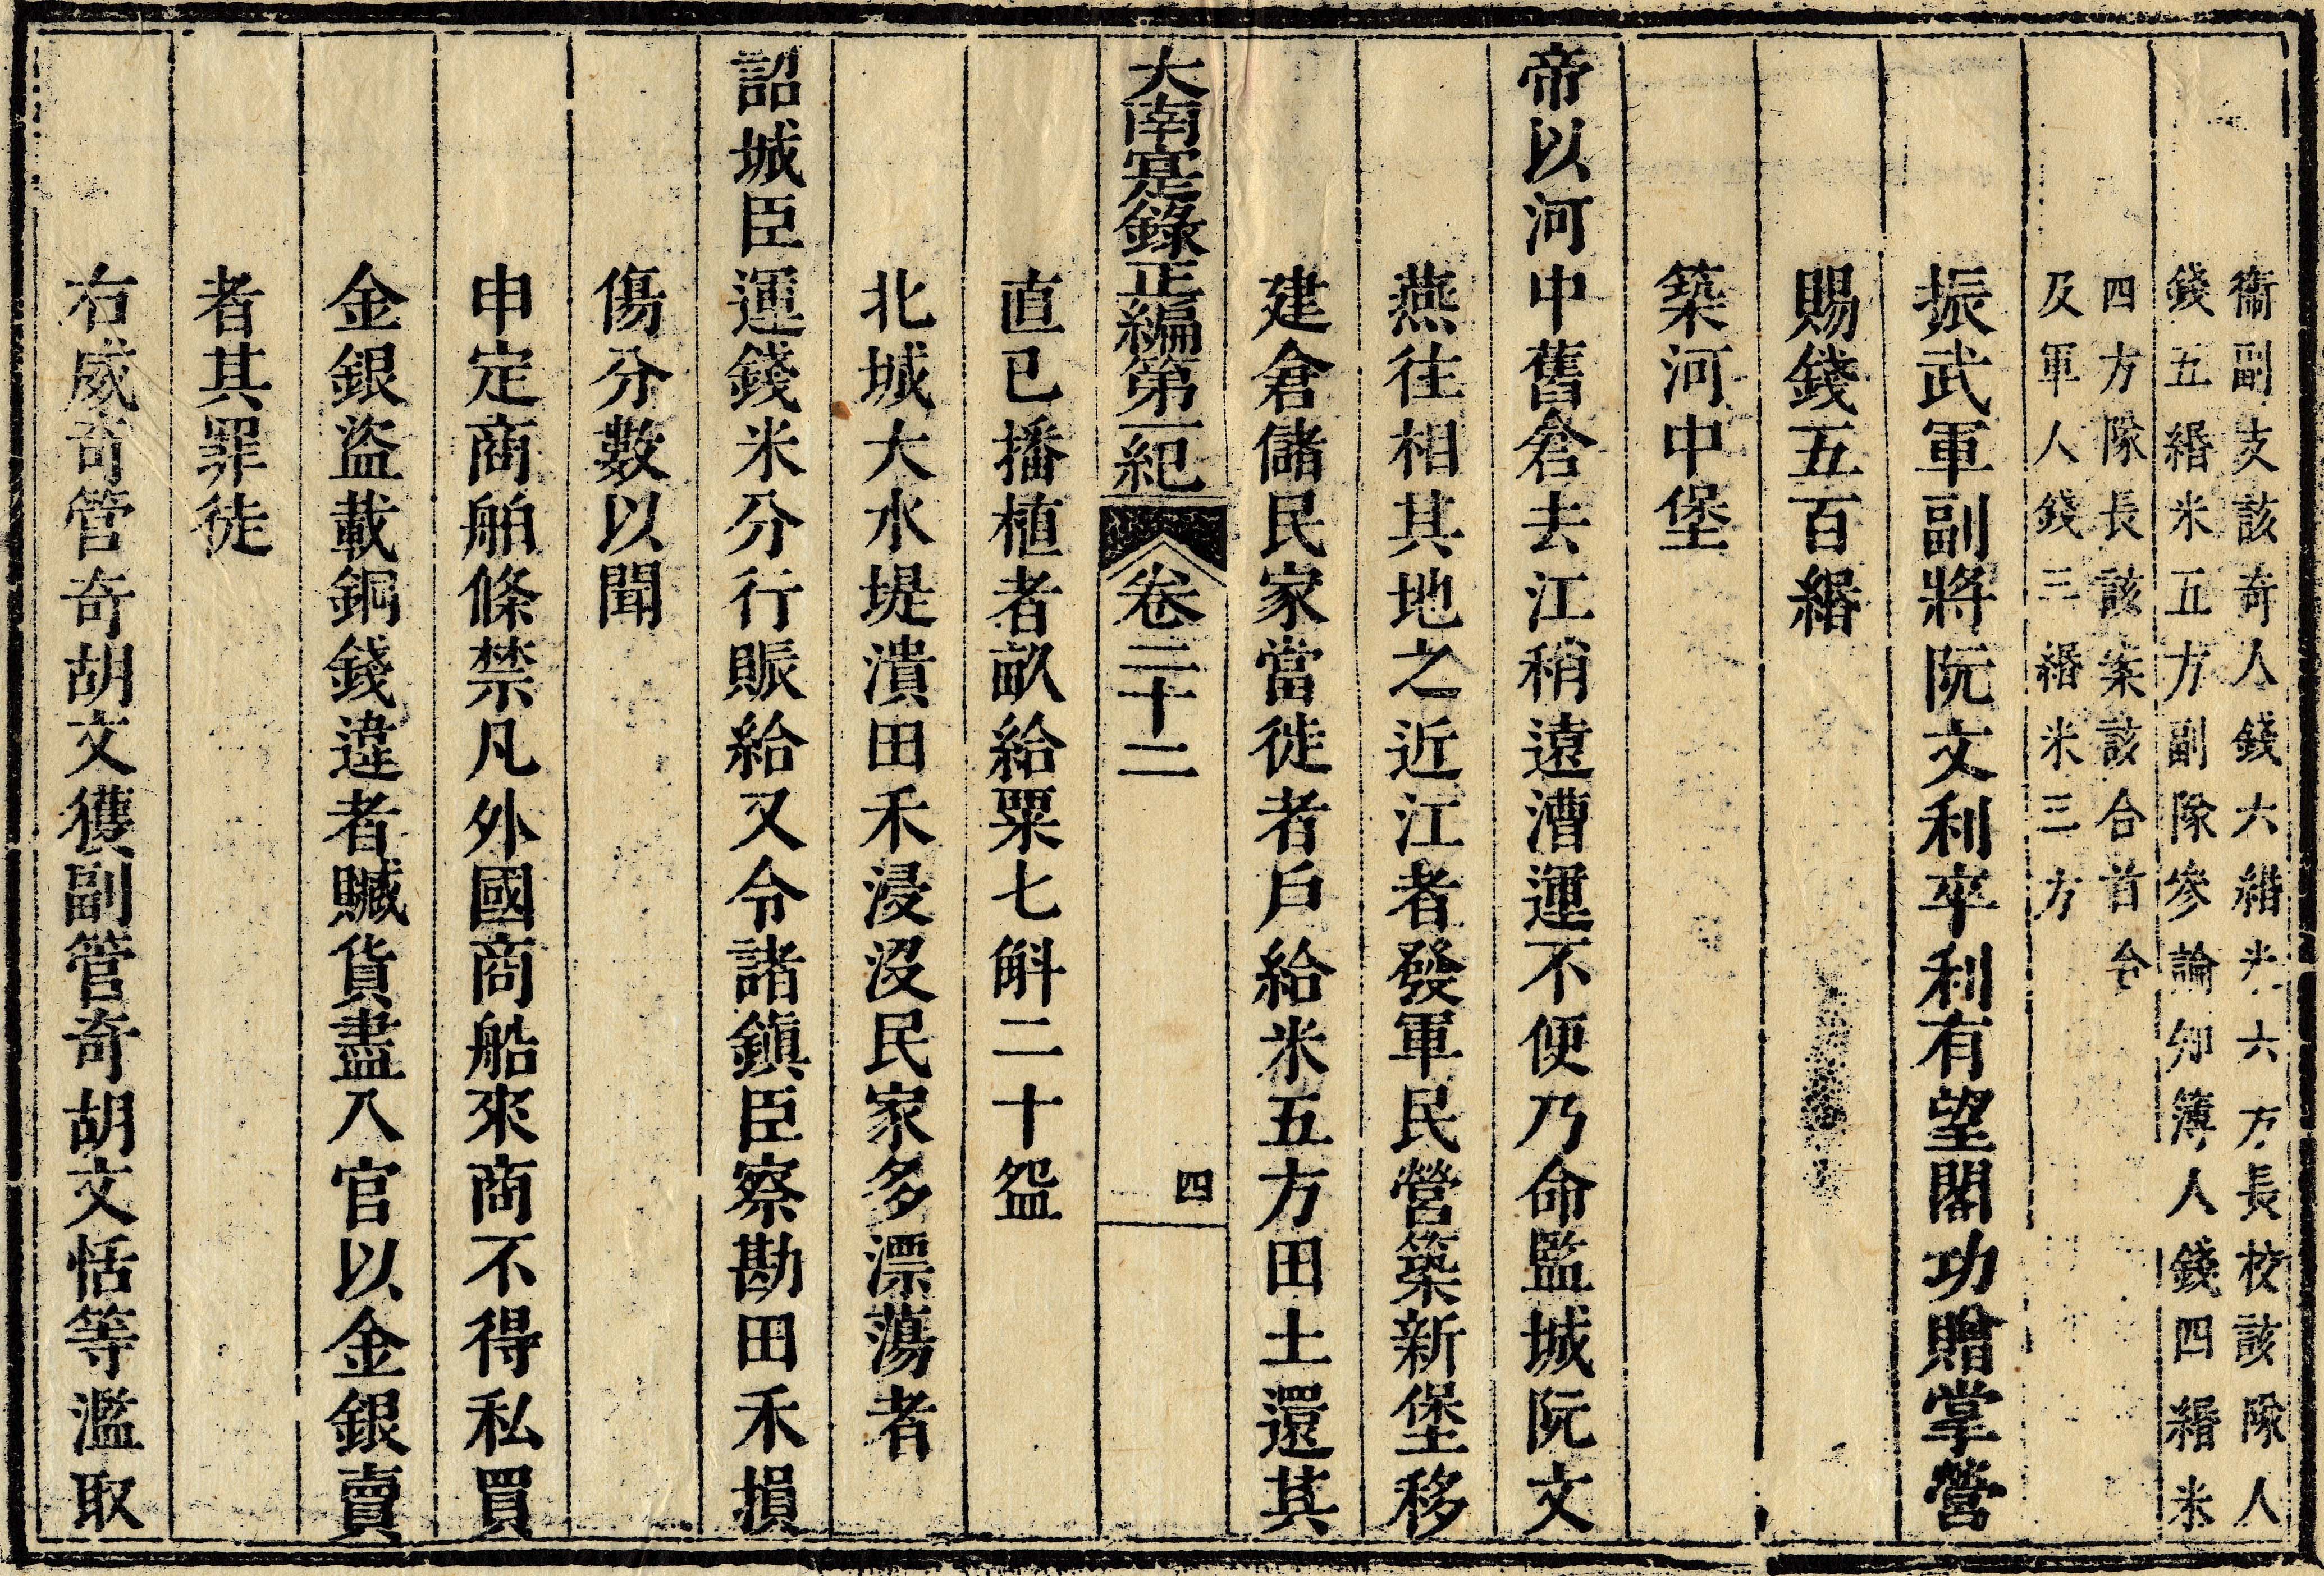 衞副支該奇人錢六緡米六方長校該隊人
錢五緡米五方副隊參論知簿人錢四緡米
四方隊長該案該合首合
及軍人錢三緡米三方
振武軍副將阮文利卒利有望閣功贈掌營
賜錢五百緡
築河中堡
帝以河中舊倉去江稍遠漕運不便乃命監城阮文
燕徃相其地之近江者發軍民營築新堡移
建倉儲民家當徙者戶給米五方田土還其
大南寔錄正編第一紀 卷二十二 四
直已播植者畝給粟七斛二十盌
北城大水堤潰田禾浸沒民家多漂蕩者
詔城臣運錢米分行賑給又令諸鎮臣察勘田禾損
傷分數以聞
申定商舶條禁凡外國商船來商不得私買
金銀盜載銅錢違者贓貨盡入官以金銀賣
者其罪徒
右威奇管奇胡文獲副管奇胡文恬等濫取